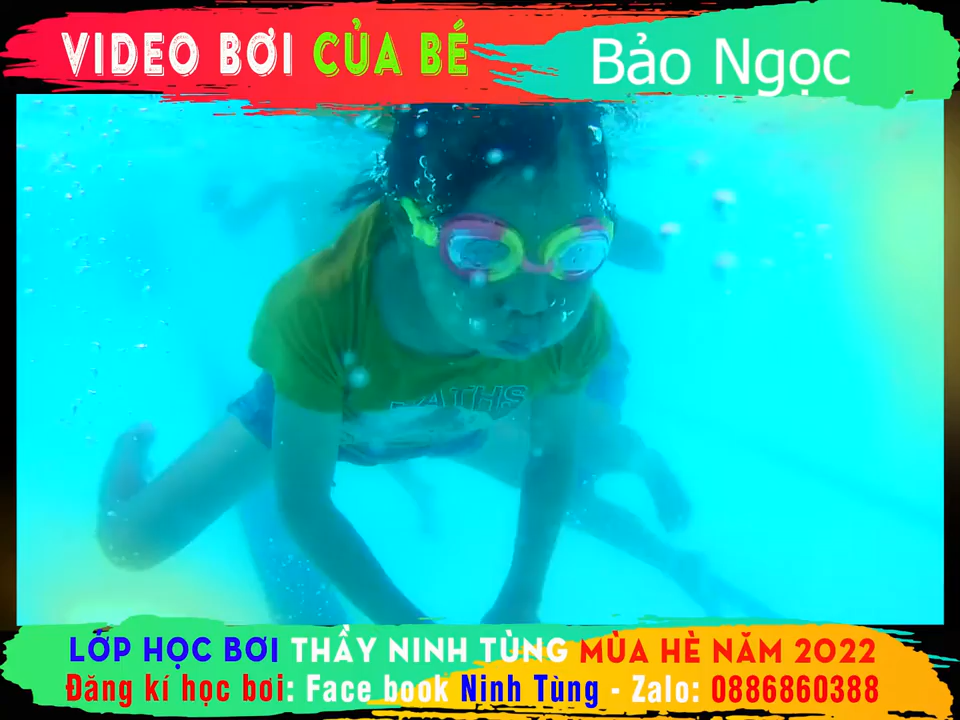 VIDEO BƠI CỦA BÉ
Bảo Ngọc
LỚP HỌC BƠI THẦY NINH TÙNG MÙA HÈ NĂM 2022
Đăng kí học bơi: Face book Ninh Tùng - Zalo: 0886860388